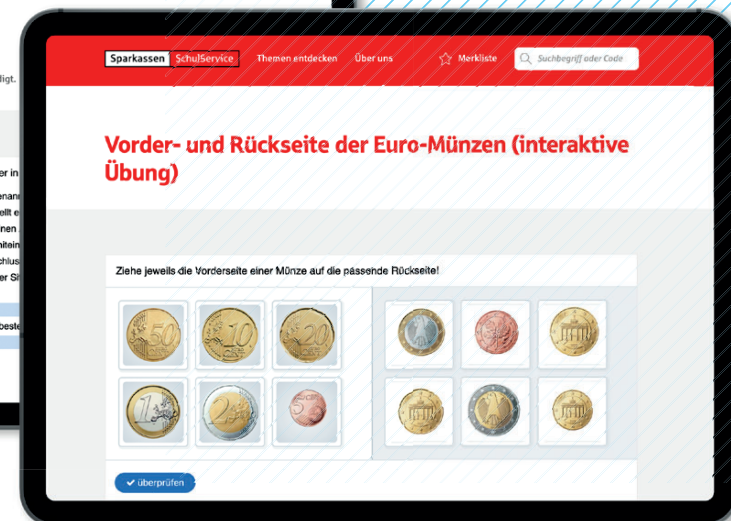 Sparkassen SchulService Themen entdecken Über uns Merkliste Suchbegriff oder Code
Vorder- und Rückseite der Euro-Münzen (interaktive
Übung)
Ziehe jeweils die Vorderseite einer Münze auf die passende Rückseite!
50 10 20
1 2 5
überprüfen